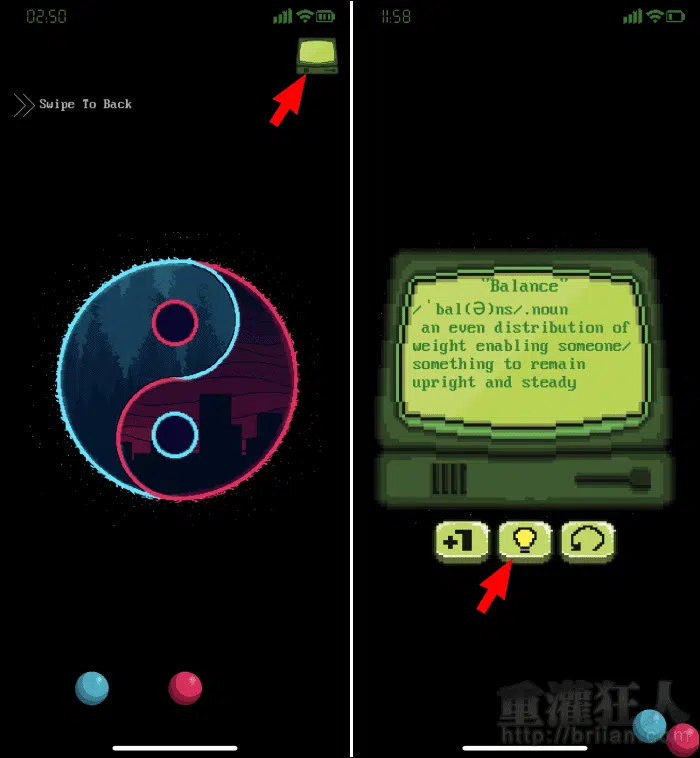 02:50
Swipe To Back
11:58
"Balance"
/ˈbal(Ə)ns/.noun
an even distribution of
weight enabling someone/
something to remain
upright and steady
+1
重灌狂人
http://briian.com